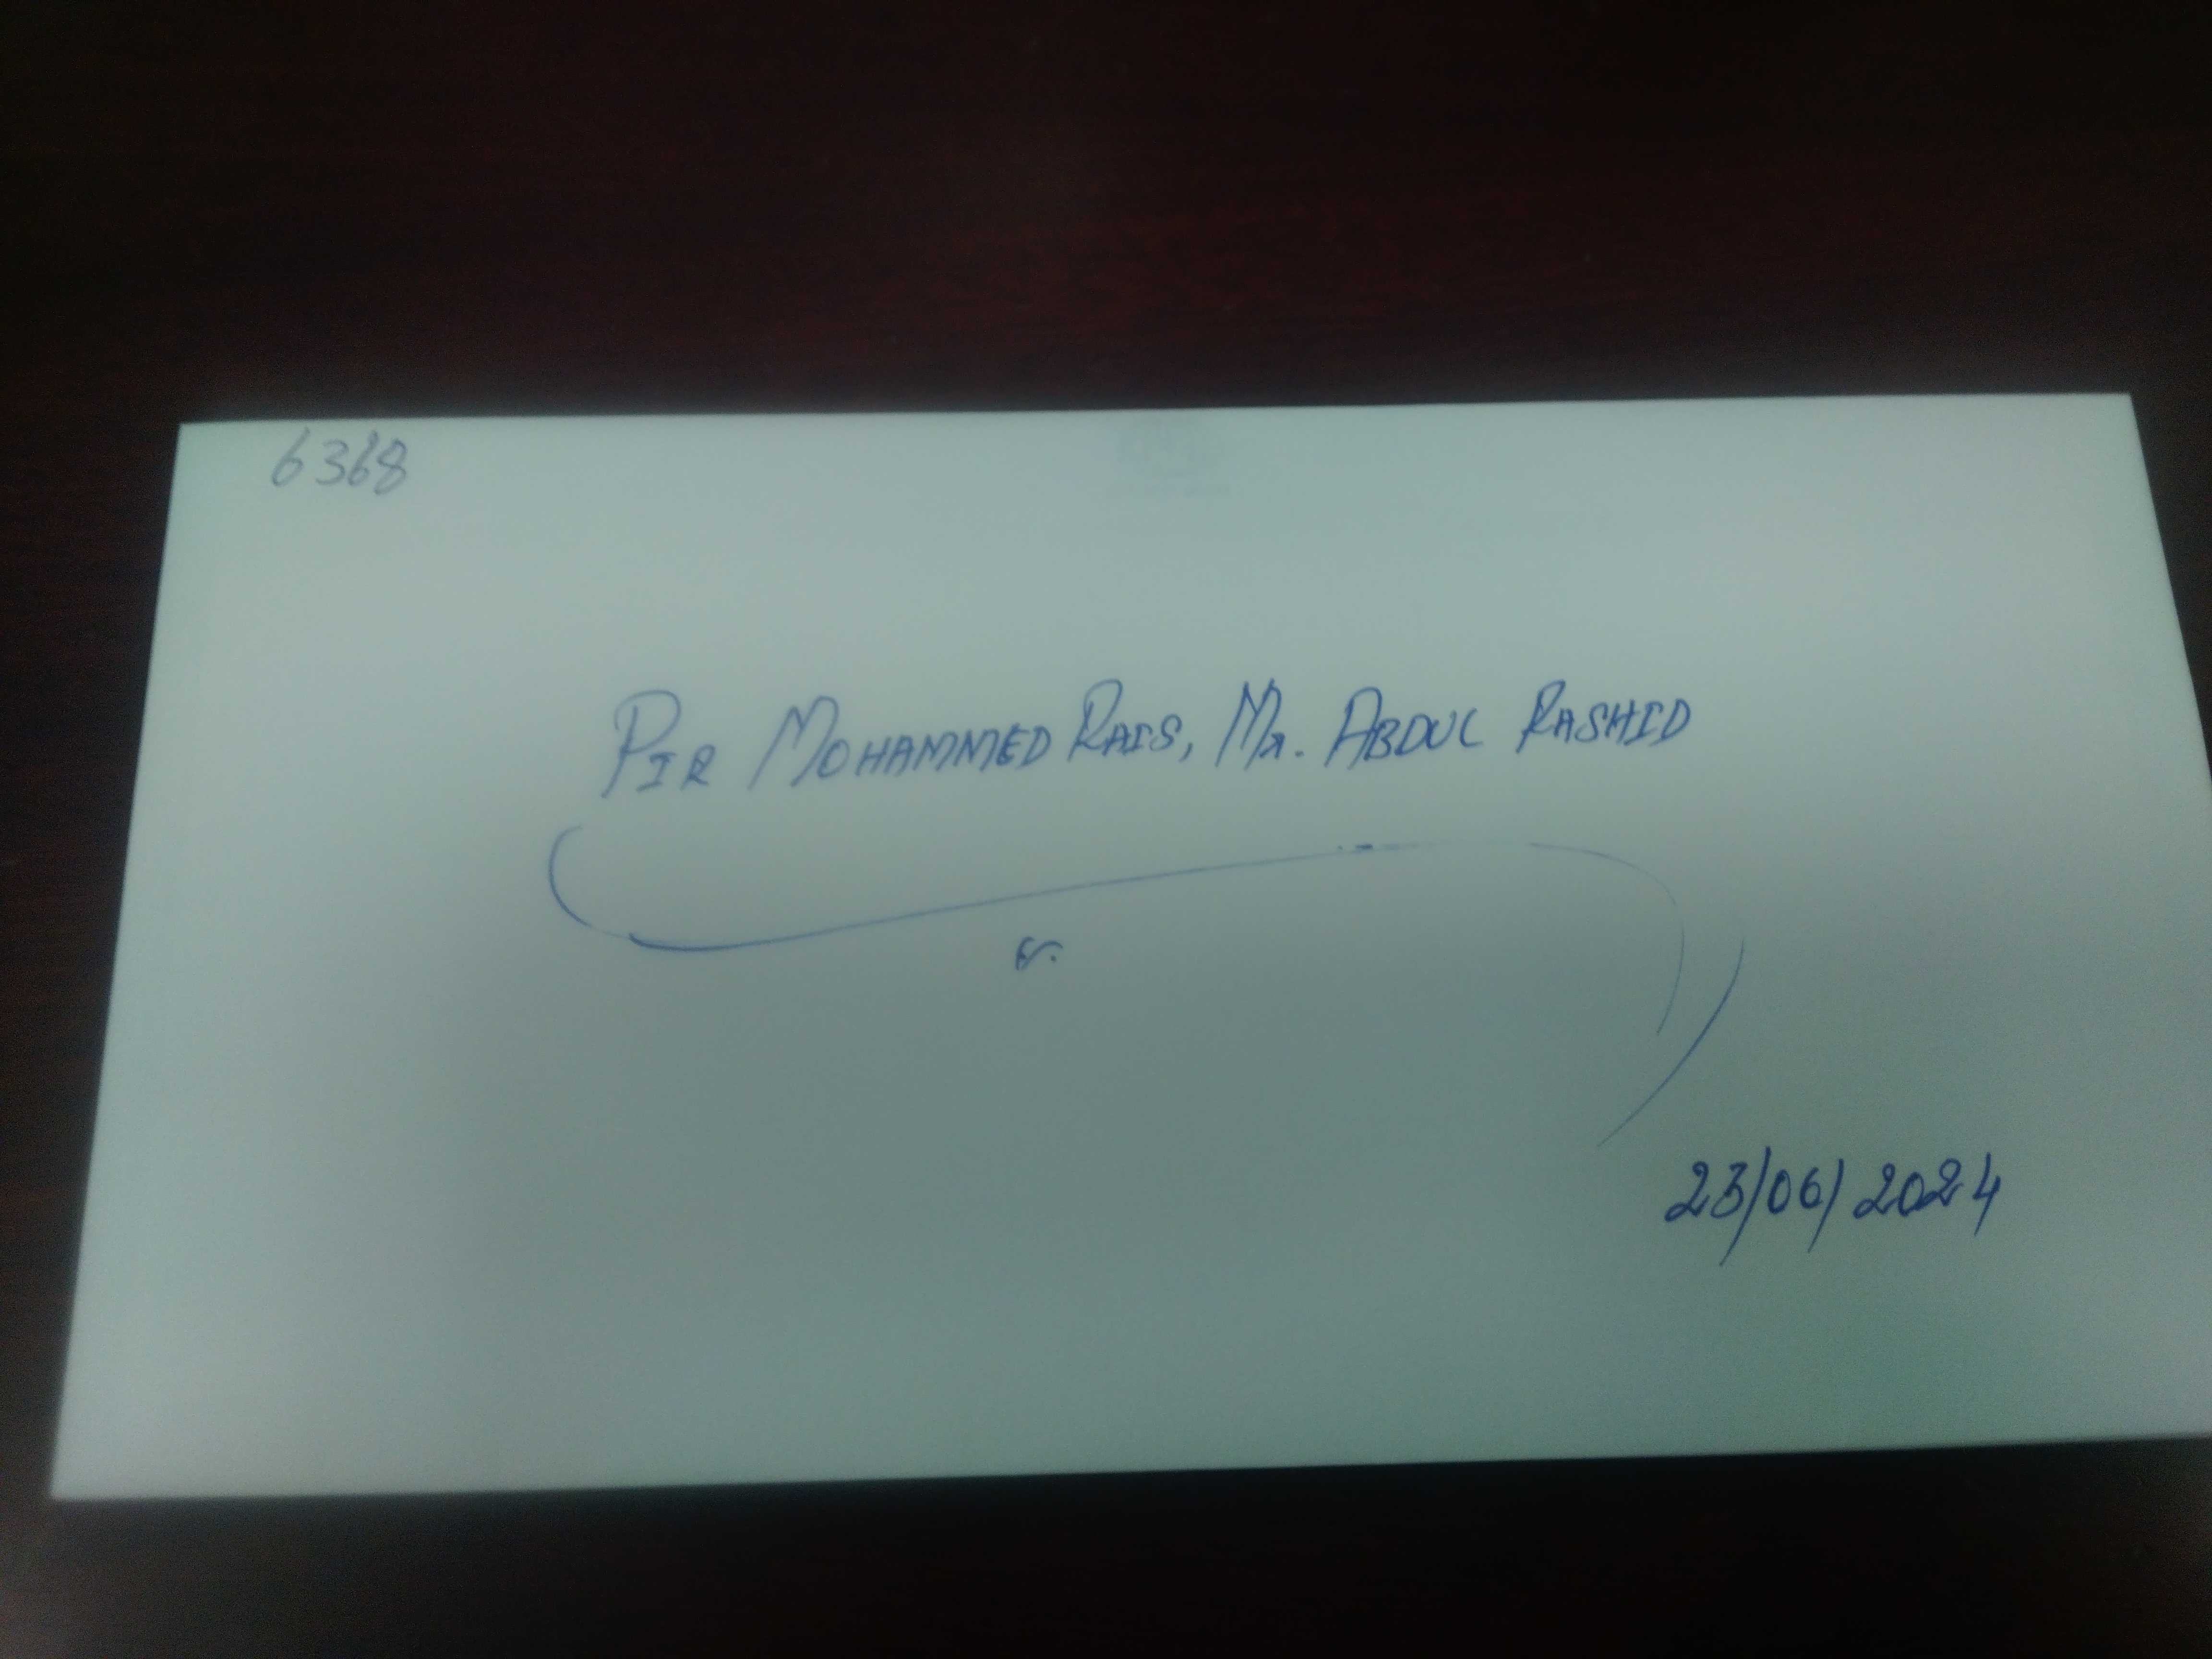 6368
PIR MOHAMMED RAIS, MR. ABDUL RASHID
23/06/2024